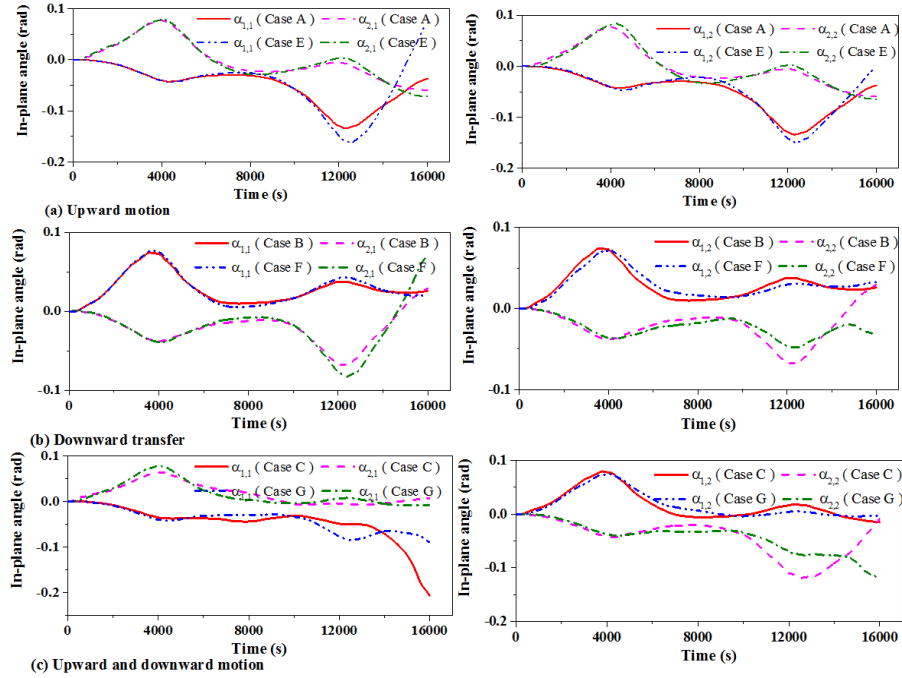 In-plane angle (rad)
0.1
0.0
-0.1
-0.2
α1,1 ( Case A) α2,1 ( Case A)
α1,1 ( Case E) α2,1 ( Case E)
0 4000 8000 12000 16000
Time (s)
In-plane angle (rad)
0.1
0.0
-0.1
-0.2
α1,2 ( Case A) α2,2 ( Case A)
α1,2 ( Case E) α2,2 ( Case E)
0 4000 8000 12000 16000
Time (s)
(a) Upward motion
In-plane angle (rad)
0.1
0.0
-0.1
α1,1 ( Case B) α2,1 ( Case B)
α1,1 ( Case F) α2,1 ( Case F)
0 4000 8000 12000 16000
Time (s)
In-plane angle (rad)
0.1
0.0
-0.1
α1,2 ( Case B) α2,2 ( Case B)
α1,2 ( Case F) α2,2 ( Case F)
0 4000 8000 12000 16000
Time (s)
(b) Downward transfer
In-plane angle (rad)
0.1
0.0
-0.1
-0.2
α1,1 ( Case C) α2,1 ( Case C)
α1,1 ( Case G) α2,1 ( Case G)
0 4000 8000 12000 16000
Time (s)
In-plane angle (rad)
0.1
0.0
-0.1
-0.2
α1,2 ( Case C) α2,2 ( Case C)
α1,2 ( Case G) α2,2 ( Case G)
0 4000 8000 12000 16000
Time (s)
(c) Upward and downward motion